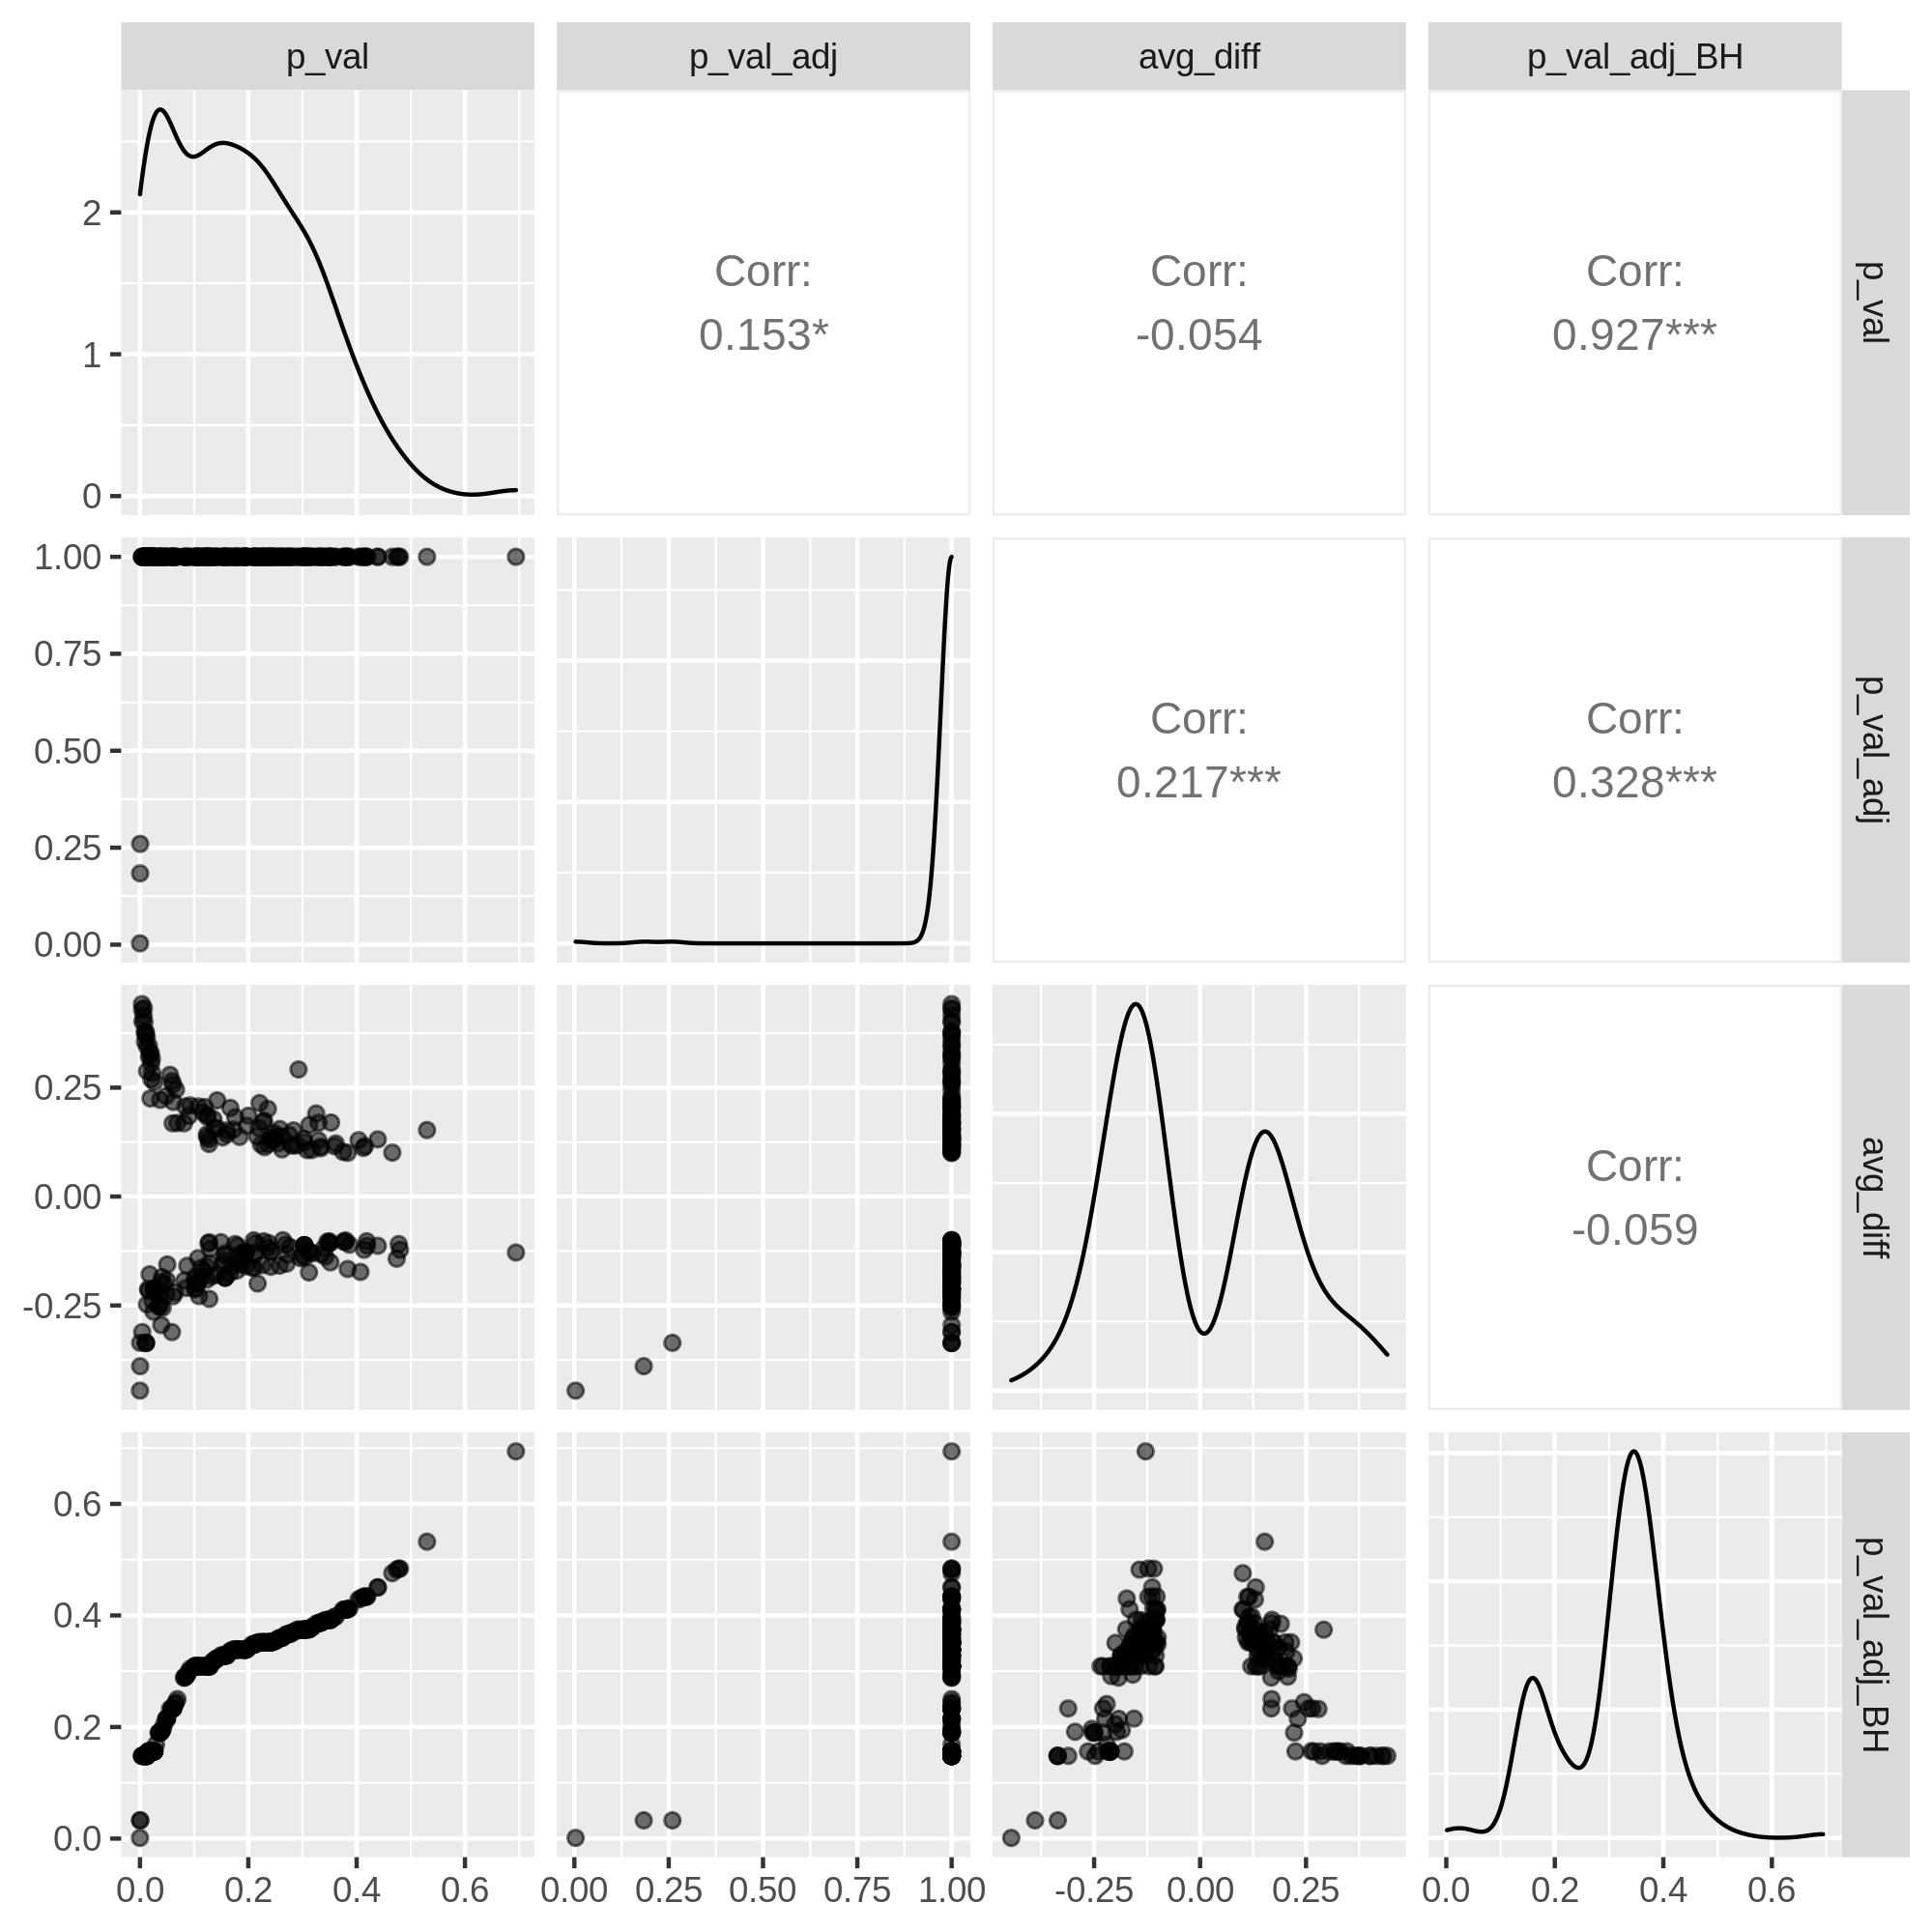 p_val p_val_adj avg_diff p_val_adj_BH
2
1
0
Corr:
0.153*
Corr:
-0.054
Corr:
0.927***
p_val
1.00
0.75
0.50
0.25
0.00
Corr:
0.217***
Corr:
0.328***
p_val_adj
0.25
0.00
-0.25
Corr:
-0.059
avg_diff
0.6
0.4
0.2
0.0
p_val_adj_BH
0.0 0.2 0.4 0.6 0.00 0.25 0.50 0.75 1.00 -0.25 0.00 0.25 0.0 0.2 0.4 0.6